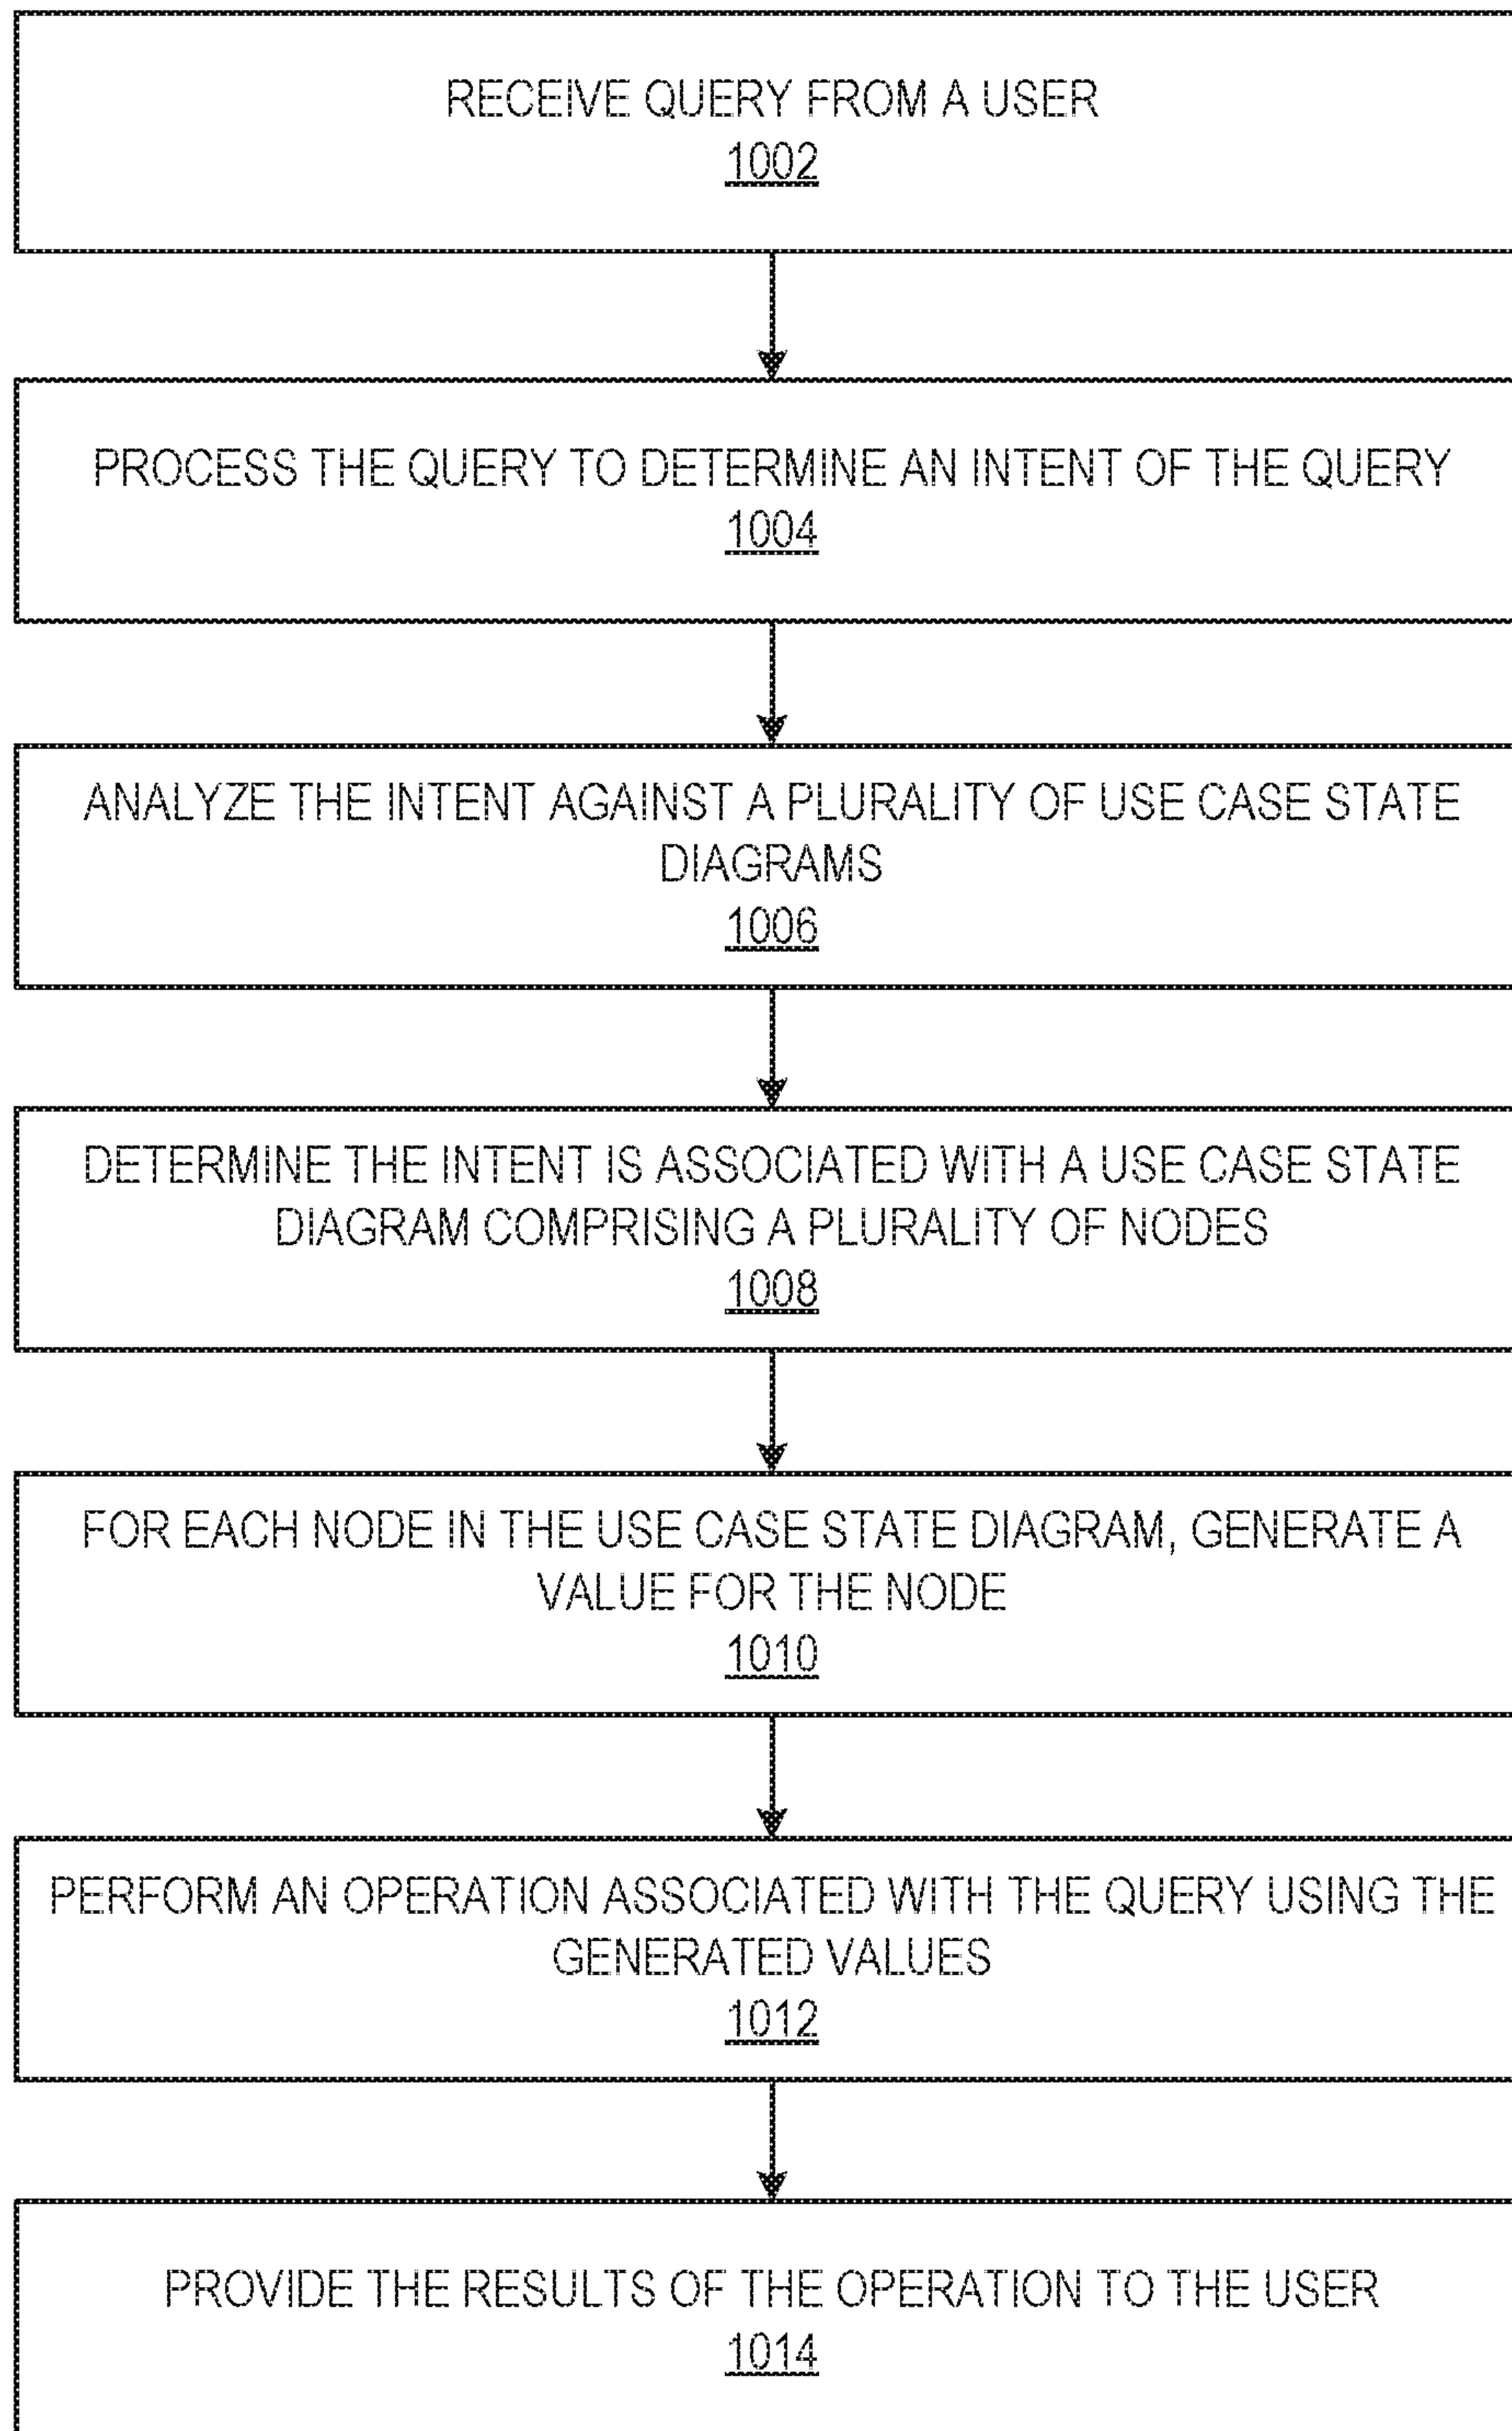 RECEIVE QUERY FROM A USER
1002
PROCESS THE QUERY TO DETERMINE AN INTENT OF THE QUERY
1004
ANALYZE THE INTENT AGAINST A PLURALITY OF USE CASE STATE
DIAGRAMS
1006
DETERMINE THE INTENT IS ASSOCIATED WITH A USE CASE STATE
DIAGRAM COMPRISING A PLURALITY OF NODES
1008
FOR EACH NODE IN THE USE CASE STATE DIAGRAM, GENERATE A
VALUE FOR THE NODE
1010
PERFORM AN OPERATION ASSOCIATED WITH THE QUERY USING THE
GENERATED VALUES
1012
PROVIDE THE RESULTS OF THE OPERATION TO THE USER
1014